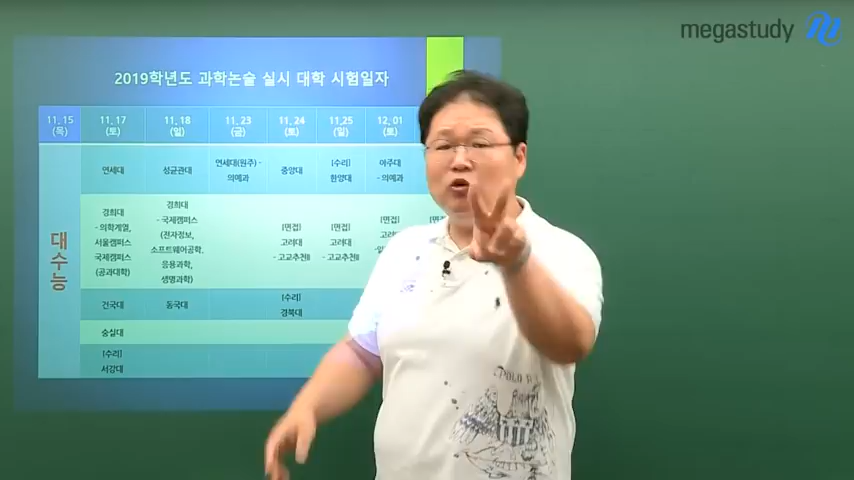 megastudy
2019학년도 과학논술 실시 대학 시험일자
11. 15 11. 17 11. 18 11. 23 11. 24 11. 25 12. 01
(목) (토) (일) (금) (토) (일) (토)
연세대 성균관대 연세대(원주) - 의예과 중앙대 [수리] 한양대 아주대 - 의예과
경희대 - 의학계열, 서울캠퍼스 국제캠퍼스 (공과대학)
경희대 - 국제캠퍼스 (전자정보, 소프트웨어공학, 응용과학, 생명과학)
[면접] 고려대 - 고교추천Ⅱ
[면접] 고려대 - 고교추천Ⅱ
[면접]
대수능
건국대 동국대 [수리] 경북대
숭실대
[수리]
서강대